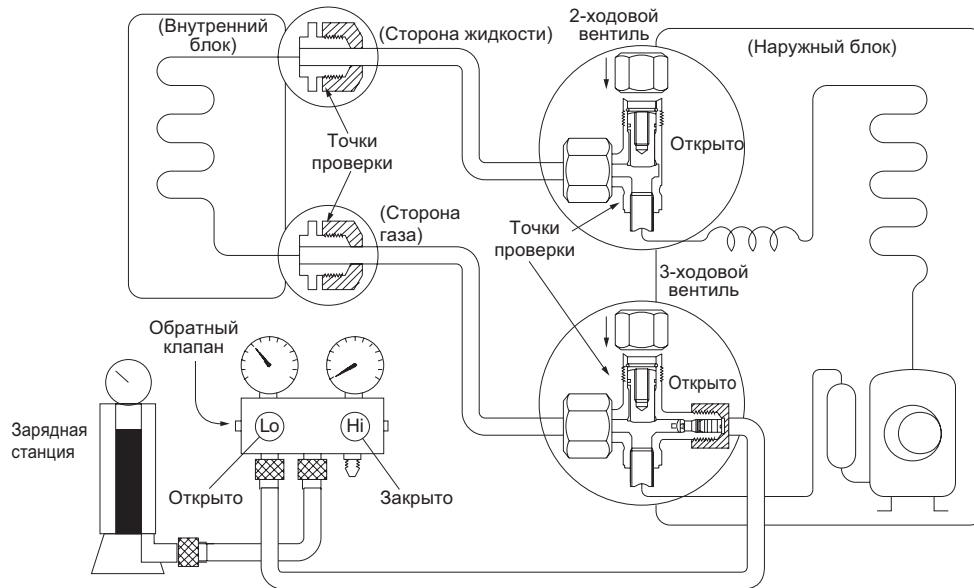 (Внутренний
блок)
(Сторона жидкости)
2-ходовой
вентиль
(Наружный блок)
Открыто
Точки
проверки
(Сторона
газа)
Точки
проверки
3-ходовой
вентиль
Обратный
клапан
Открыто
Зарядная
станция
Lo
Hi
Открыто
Закрыто